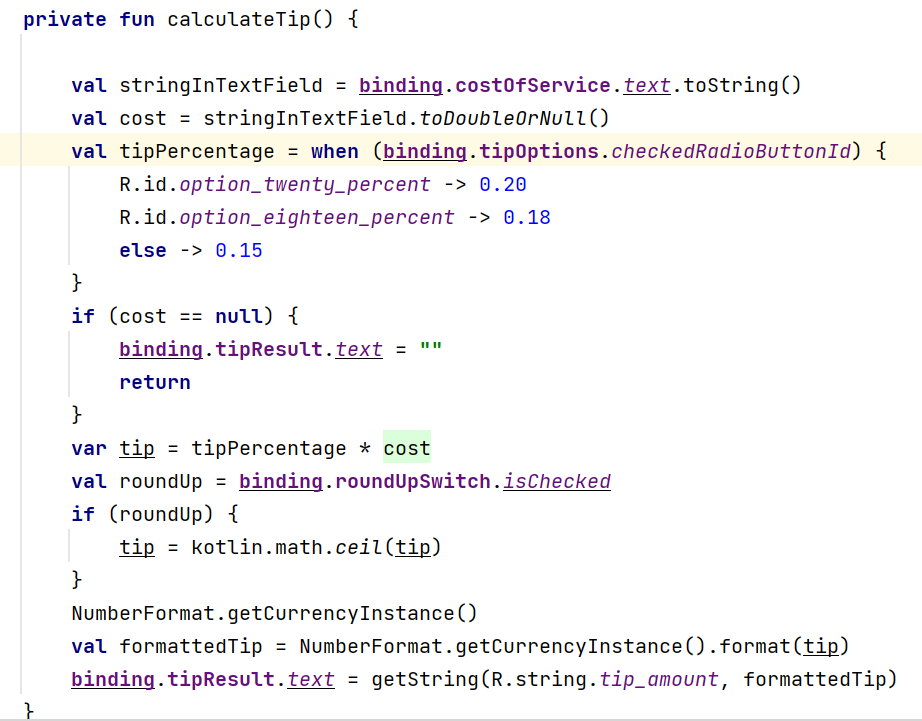 private fun calculateTip() {
val stringInTextField = binding.costOfService.text.toString()
val cost = stringInTextField.toDoubleOrNull()
val tipPercentage = when (binding.tipOptions.checkedRadioButtonId) {
R.id.option_twenty_percent -> 0.20
R.id.option_eighteen_percent -> 0.18
else -> 0.15
}
if (cost == null) {
binding.tipResult.text = ""
return
}
var tip = tipPercentage * cost
val roundUp = binding.roundUpSwitch.isChecked
if (roundUp) {
tip = kotlin.math.ceil(tip)
}
NumberFormat.getCurrencyInstance()
val formattedTip = NumberFormat.getCurrencyInstance().format(tip)
binding.tipResult.text = getString(R.string.tip_amount, formattedTip)
}